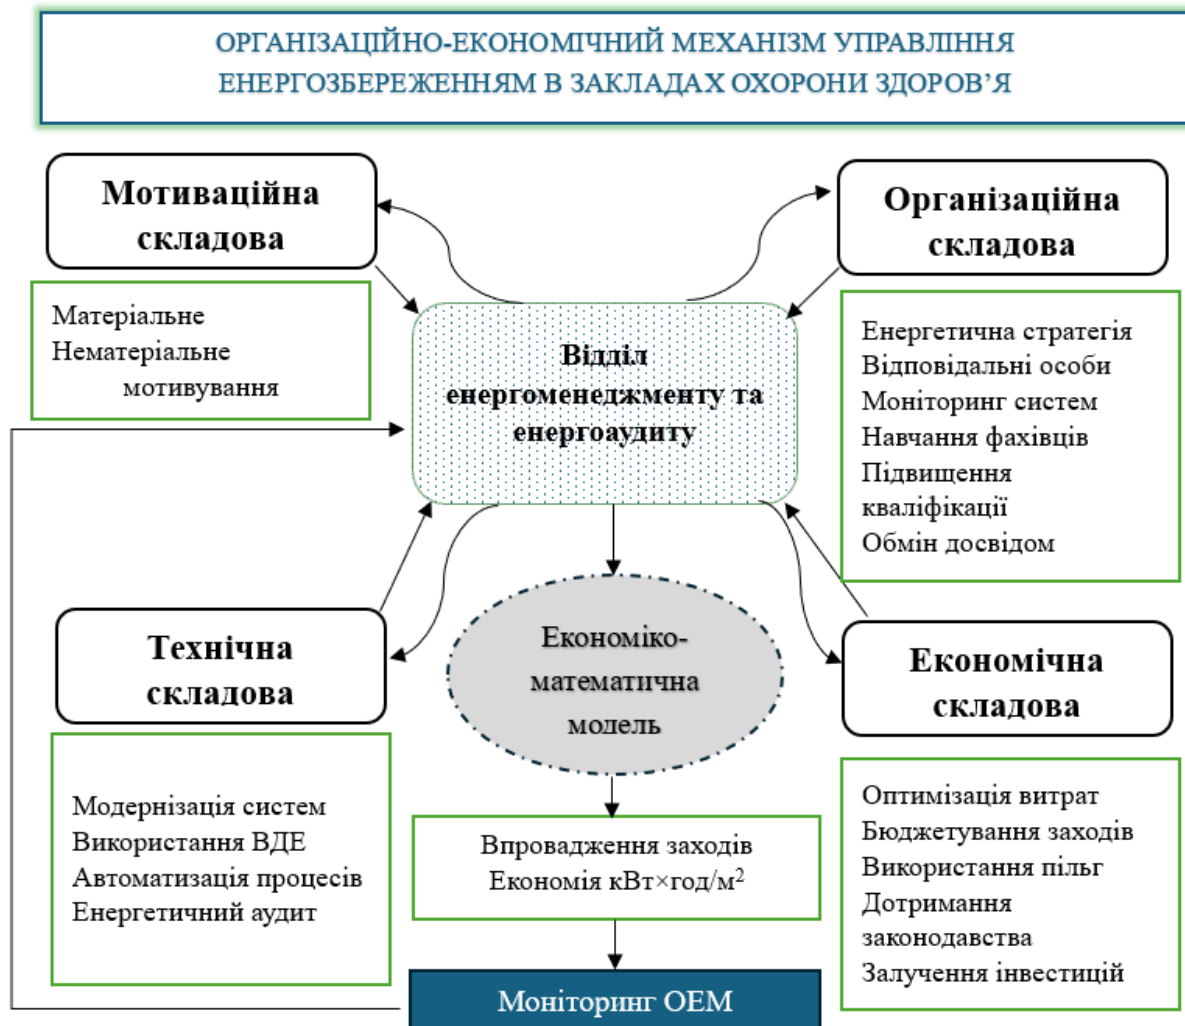 ОРГАНІЗАЦІЙНО-ЕКОНОМІЧНИЙ МЕХАНІЗМ УПРАВЛІННЯ
ЕНЕРГОЗБЕРЕЖЕННЯМ В ЗАКЛАДАХ ОХОРОНИ ЗДОРОВ’Я
Мотиваційна
складова
Матеріальне
Нематеріальне
мотивування
Організаційна
складова
Енергетична стратегія
Відповідальні особи
Моніторинг систем
Навчання фахівців
Підвищення
кваліфікації
Обмін досвідом
Відділ
енергоменеджменту та
енергоаудиту
Технічна
складова
Модернізація систем
Використання ВДЕ
Автоматизація процесів
Енергетичний аудит
Економіко-
математична
модель
Економічна
складова
Оптимізація витрат
Бюджетування заходів
Використання пільг
Дотримання
законодавства
Залучення інвестицій
Впровадження заходів
Економія кВт×год/м²
Моніторинг ОЕМ